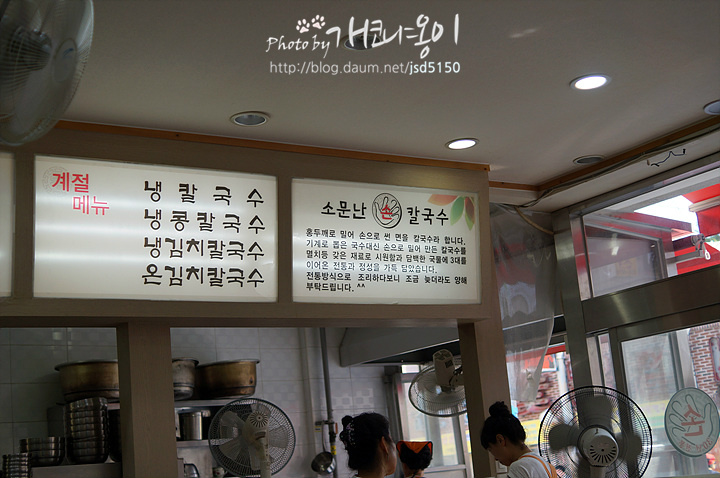 Photo by 개코냐옹이
http://blog.daum.net/jsd5150
계절
메뉴
냉칼국수
냉콩칼국수
냉김치칼국수
온김치칼국수
소문난 손 칼국수
홍두깨로 밀어 손으로 썬 면을 칼국수라 합니다.
기계로 뽑은 국수대신 손으로 밀어 만든 칼국수를
멸치등 갖은 재료로 시원함과 담백한 국물에 3대를
이어온 전통과 정성을 가득 담았습니다.
전통방식으로 조리하다보니 조금 늦더라도 양해
부탁드립니다.^^
손